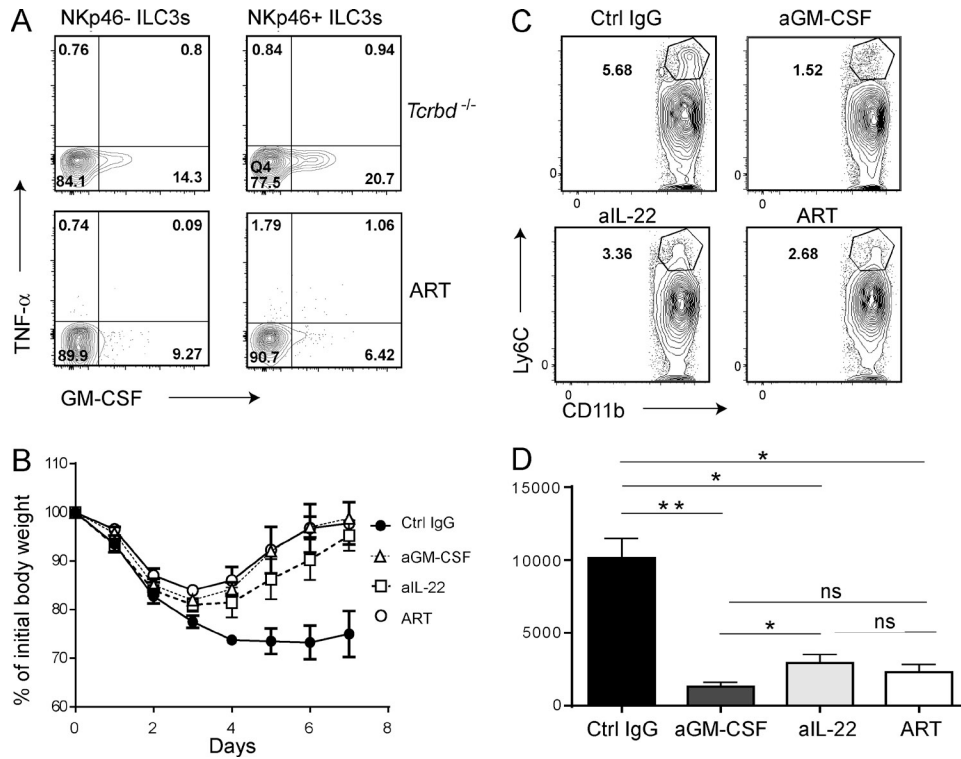 A
NKp46- ILC3s
NKp46+ ILC3s
0.76
0.8
84.1
14.3
0.84
0.94
Q4
77.5
20.7
Tcrbd -/-
0.74
0.09
89.9
9.27
1.79
1.06
90.7
6.42
ART
TNF-α
GM-CSF
B
% of initial body weight
110
100
90
80
70
60
0
2
4
6
8
Days
Ctrl IgG
aGM-CSF
aIL-22
ART
C
Ctrl IgG
aGM-CSF
5.68
1.52
0
0
0
0
aIL-22
ART
3.36
2.68
0
0
0
0
Ly6C
CD11b
D
15000
10000
5000
0
*
*
**
ns
*
ns
Ctrl IgG
aGM-CSF
aIL-22
ART